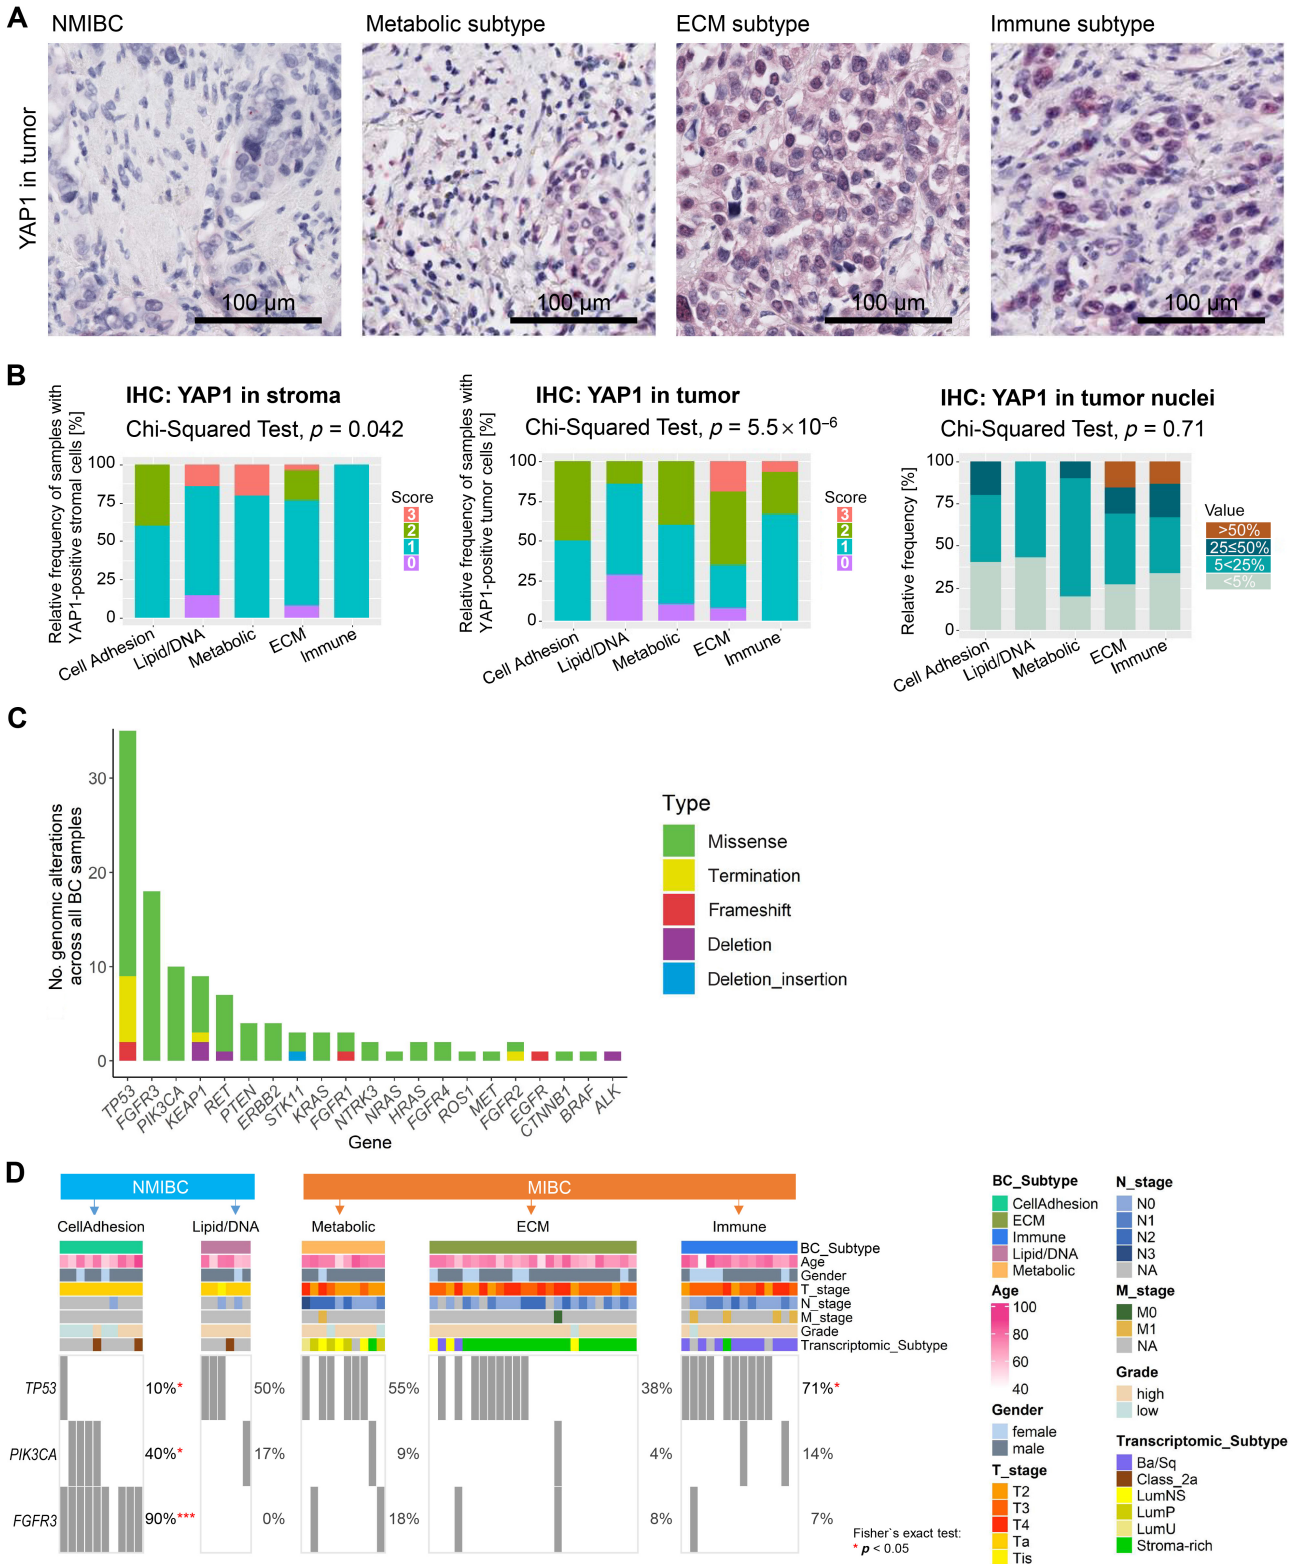 A
NMIBC
Metabolic subtype
ECM subtype
Immune subtype
YAP1 in tumor
100 µm
100 µm
100 µm
100 µm
B
IHC: YAP1 in stroma
Chi-Squared Test, p = 0.042
Relative frequency of samples with
YAP1-positive stromal cells [%]
100
75
50
25
0
Cell Adhesion
Lipid/DNA
Metabolic
ECM
Immune
Score
3
2
1
0
IHC: YAP1 in tumor
Chi-Squared Test, p = 5.5×10⁻⁶
Relative frequency of samples with
YAP1-positive tumor cells [%]
100
75
50
25
0
Cell Adhesion
Lipid/DNA
Metabolic
ECM
Immune
Score
3
2
1
0
IHC: YAP1 in tumor nuclei
Chi-Squared Test, p = 0.71
Relative frequency [%]
100
75
50
25
0
Cell Adhesion
Lipid/DNA
Metabolic
ECM
Immune
Value
>50%
25≤50%
5<25%
<5%
C
No. genomic alterations
across all BC samples
30
20
10
0
TP53
FGFR3
PIK3CA
KEAP1
RET
PTEN
ERBB2
STK11
KRAS
FGFR1
NTRK3
NRAS
HRAS
FGFR4
ROS1
MET
FGFR2
EGFR
CTNNB1
BRAF
ALK
Gene
Type
Missense
Termination
Frameshift
Deletion
Deletion_insertion
D
NMIBC
MIBC
CellAdhesion
Lipid/DNA
Metabolic
ECM
Immune
BC_Subtype
Age
Gender
T_stage
N_stage
M_stage
Grade
Transcriptomic_Subtype
TP53
10%*
50%
55%
38%
71%*
PIK3CA
40%*
17%
9%
4%
14%
FGFR3
90%***
0%
18%
8%
7%
Fisher`s exact test:
* p < 0.05
BC_Subtype
CellAdhesion
ECM
Immune
Lipid/DNA
Metabolic
Age
100
80
60
40
Gender
female
male
T_stage
T2
T3
T4
Ta
Tis
N_stage
N0
N1
N2
N3
NA
M_stage
M0
M1
NA
Grade
high
low
Transcriptomic_Subtype
Ba/Sq
Class_2a
LumNS
LumP
LumU
Stroma-rich